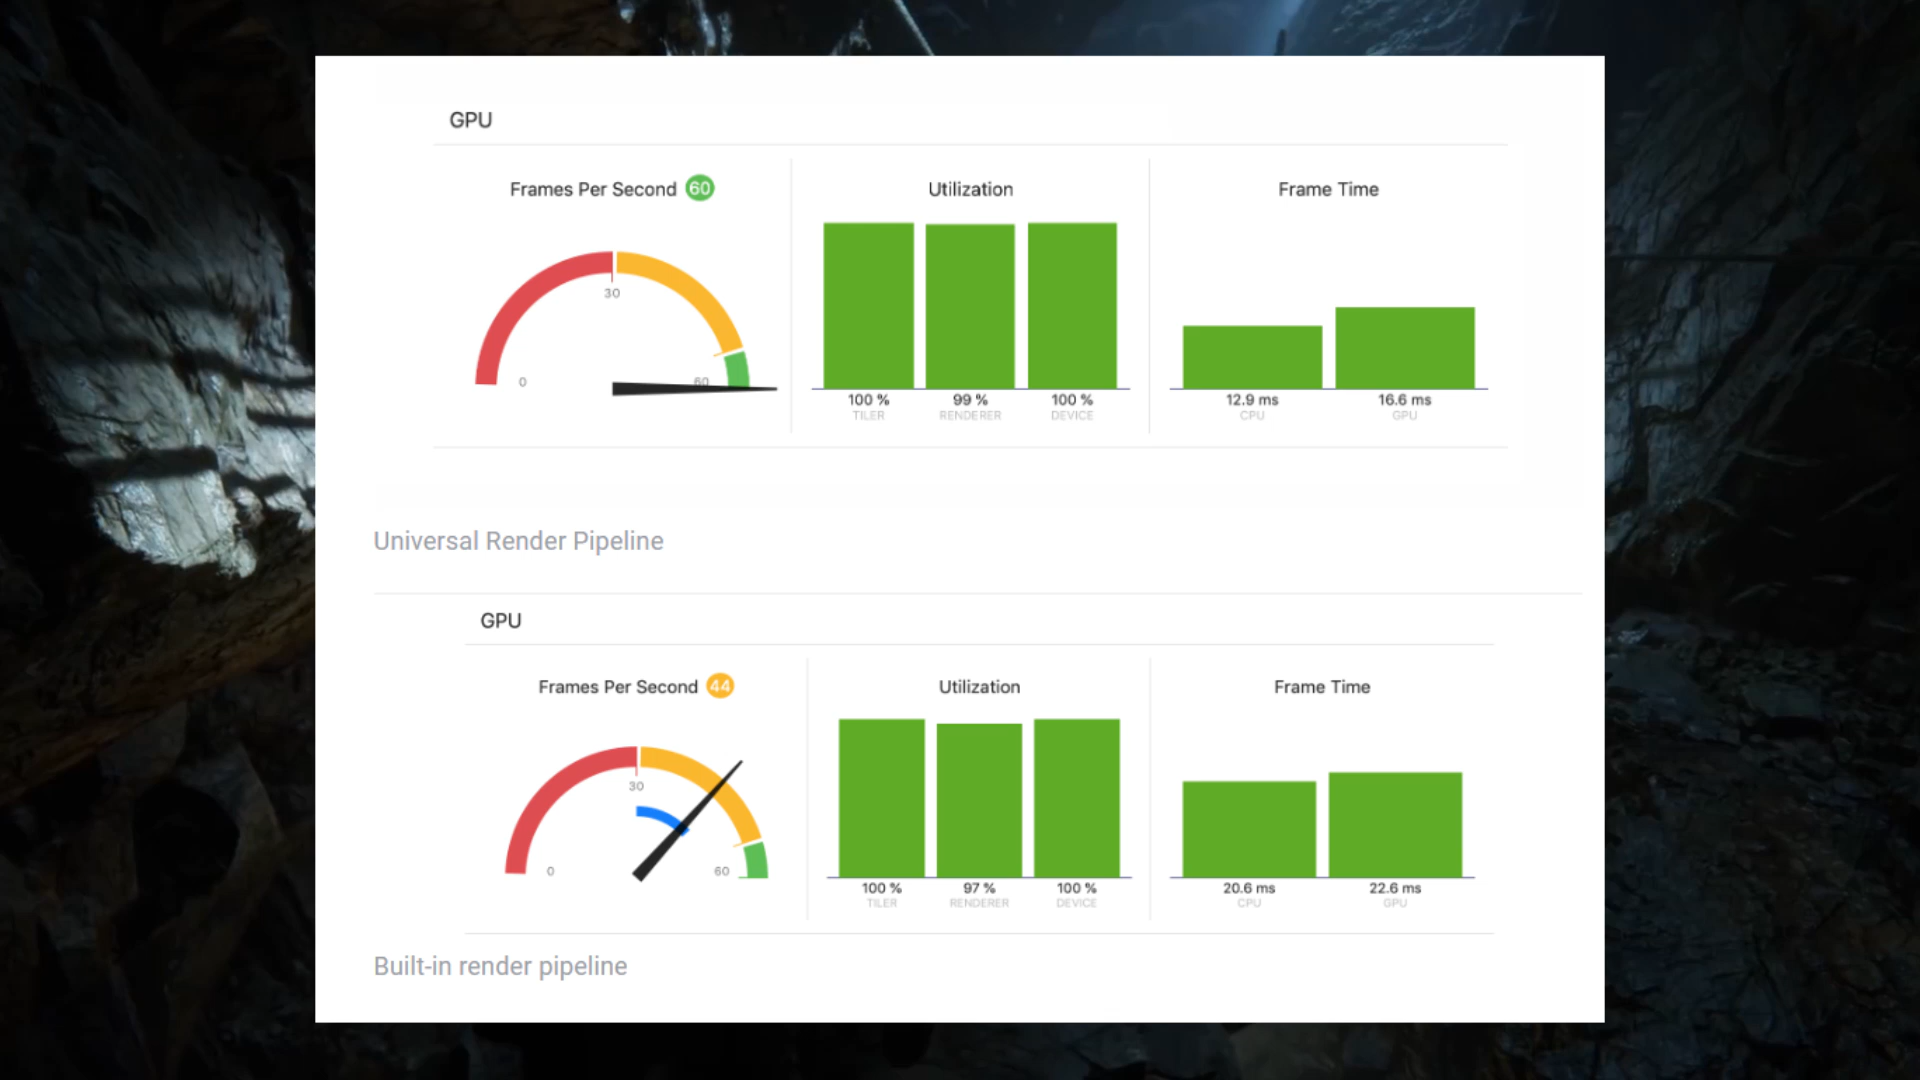 GPU
Frames Per Second 60
Utilization
Frame Time
30
0
60
100 %
99 %
100 %
12.9 ms
16.6 ms
TILER
RENDERER
DEVICE
CPU
GPU
Universal Render Pipeline
GPU
Frames Per Second 44
Utilization
Frame Time
30
0
60
100 %
97 %
100 %
20.6 ms
22.6 ms
TILER
RENDERER
DEVICE
CPU
GPU
Built-in render pipeline